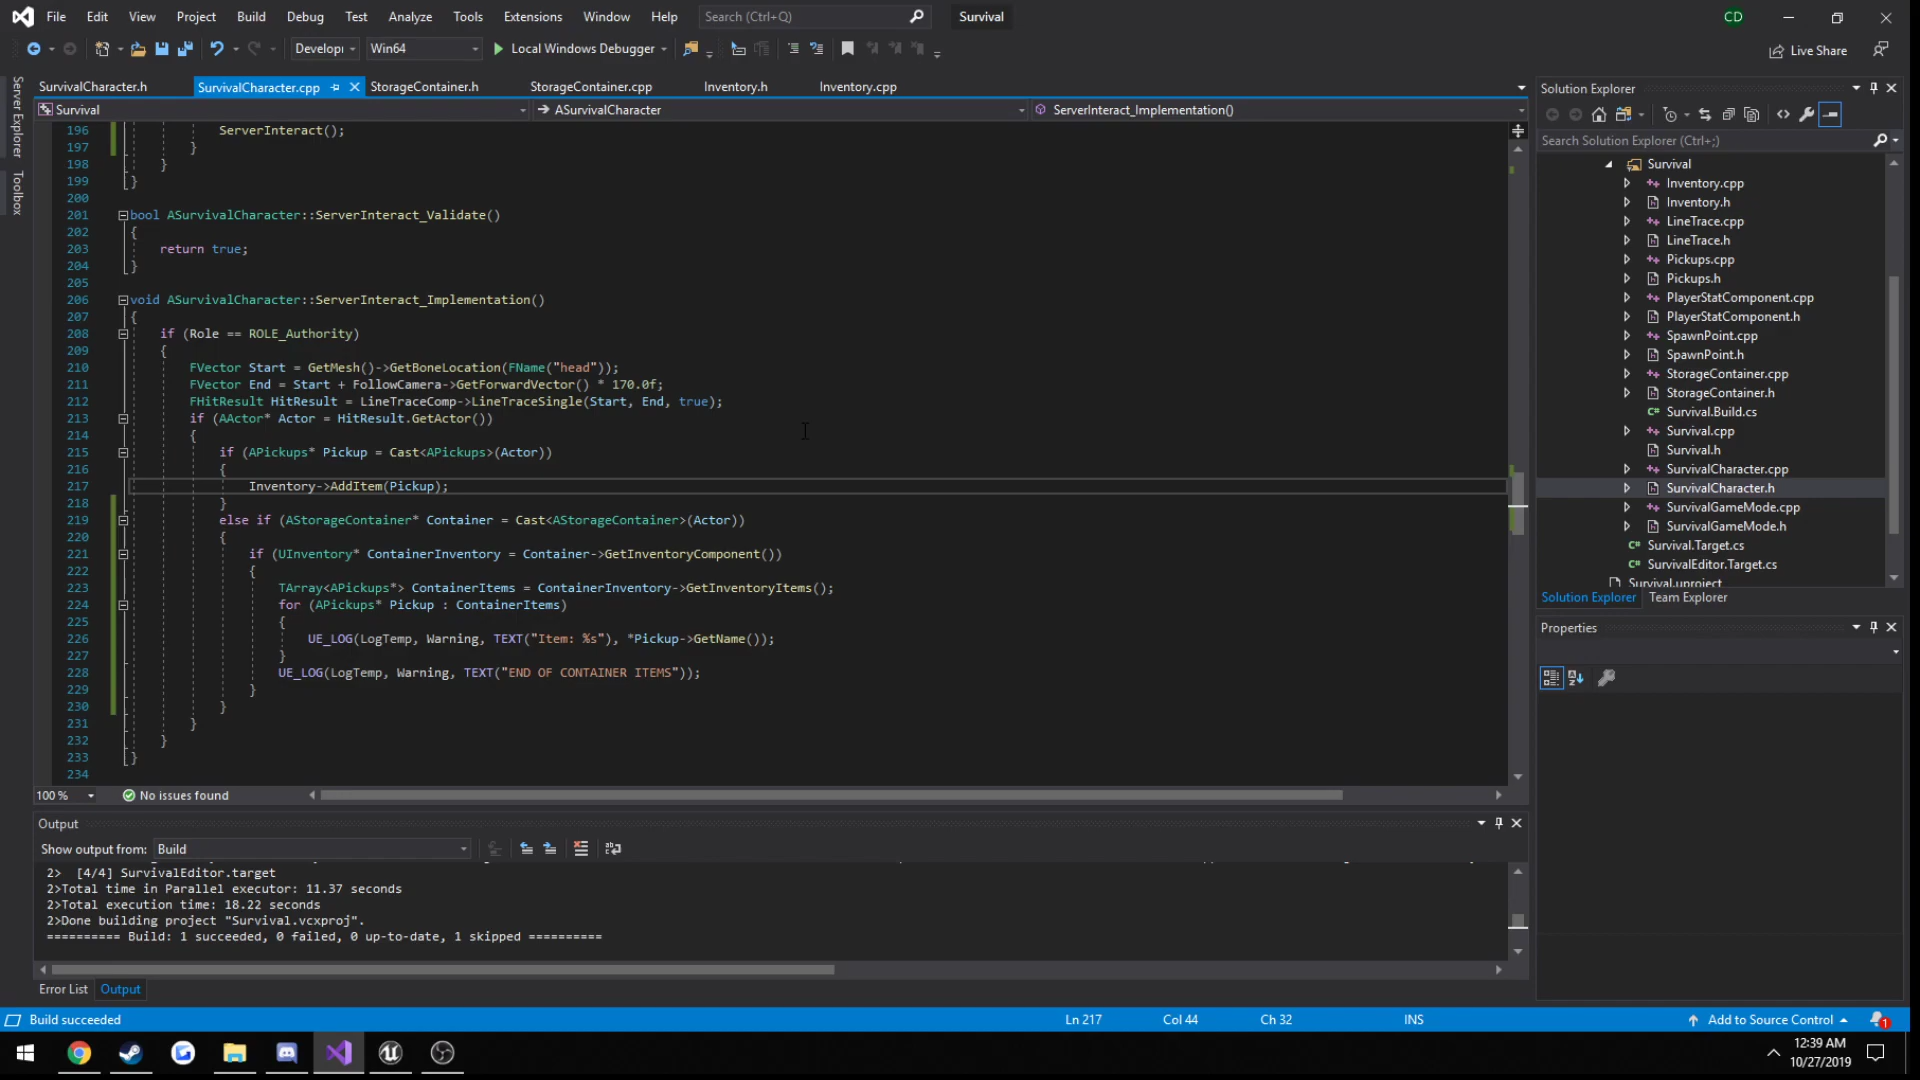 File Edit View Project Build Debug Test Analyze Tools Extensions Window Help Search (Ctrl+Q) Survival CD
Developı Win64 Local Windows Debugger Live Share
SurvivalCharacter.h SurvivalCharacter.cpp StorageContainer.h StorageContainer.cpp Inventory.h Inventory.cpp
Survival ASurvivalCharacter ServerInteract_Implementation()
196 ServerInteract();
197 }
198 }
199 }
200
201 bool ASurvivalCharacter::ServerInteract_Validate()
202 {
203 return true;
204 }
205
206 void ASurvivalCharacter::ServerInteract_Implementation()
207 {
208 if (Role == ROLE_Authority)
209 {
210 FVector Start = GetMesh()->GetBoneLocation(FName("head"));
211 FVector End = Start + FollowCamera->GetForwardVector() * 170.0f;
212 FHitResult HitResult = LineTraceComp->LineTraceSingle(Start, End, true);
213 if (AActor* Actor = HitResult.GetActor())
214 {
215 if (APickups* Pickup = Cast<APickups>(Actor))
216 {
217 Inventory->AddItem(Pickup);
218 }
219 else if (AStorageContainer* Container = Cast<AStorageContainer>(Actor))
220 {
221 if (UInventory* ContainerInventory = Container->GetInventoryComponent())
222 {
223 TArray<APickups*> ContainerItems = ContainerInventory->GetInventoryItems();
224 for (APickups* Pickup : ContainerItems)
225 {
226 UE_LOG(LogTemp, Warning, TEXT("Item: %s"), *Pickup->GetName());
227 }
228 UE_LOG(LogTemp, Warning, TEXT("END OF CONTAINER ITEMS"));
229 }
230 }
231 }
232 }
233 }
234
100 % No issues found
Output
Show output from: Build
2> [4/4] SurvivalEditor.target
2>Total time in Parallel executor: 11.37 seconds
2>Total execution time: 18.22 seconds
2>Done building project "Survival.vcxproj".
========== Build: 1 succeeded, 0 failed, 0 up-to-date, 1 skipped ==========
Error List Output
Server Explorer
Toolbox
Solution Explorer
Search Solution Explorer (Ctrl+;)
Survival
Inventory.cpp
Inventory.h
LineTrace.cpp
LineTrace.h
Pickups.cpp
Pickups.h
PlayerStatComponent.cpp
PlayerStatComponent.h
SpawnPoint.cpp
SpawnPoint.h
StorageContainer.cpp
StorageContainer.h
Survival.Build.cs
Survival.cpp
Survival.h
SurvivalCharacter.cpp
SurvivalCharacter.h
SurvivalGameMode.cpp
SurvivalGameMode.h
Survival.Target.cs
SurvivalEditor.Target.cs
Survival.uproject
Solution Explorer Team Explorer
Properties
Build succeeded Ln 217 Col 44 Ch 32 INS Add to Source Control 1
12:39 AM
10/27/2019